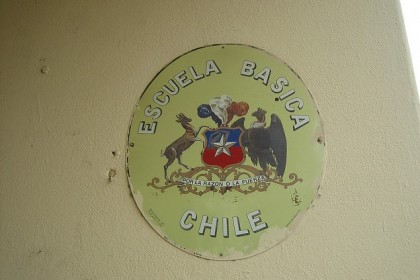 ESCUELA BASICA
POR LA RAZON O LA FUERZA
CHILE